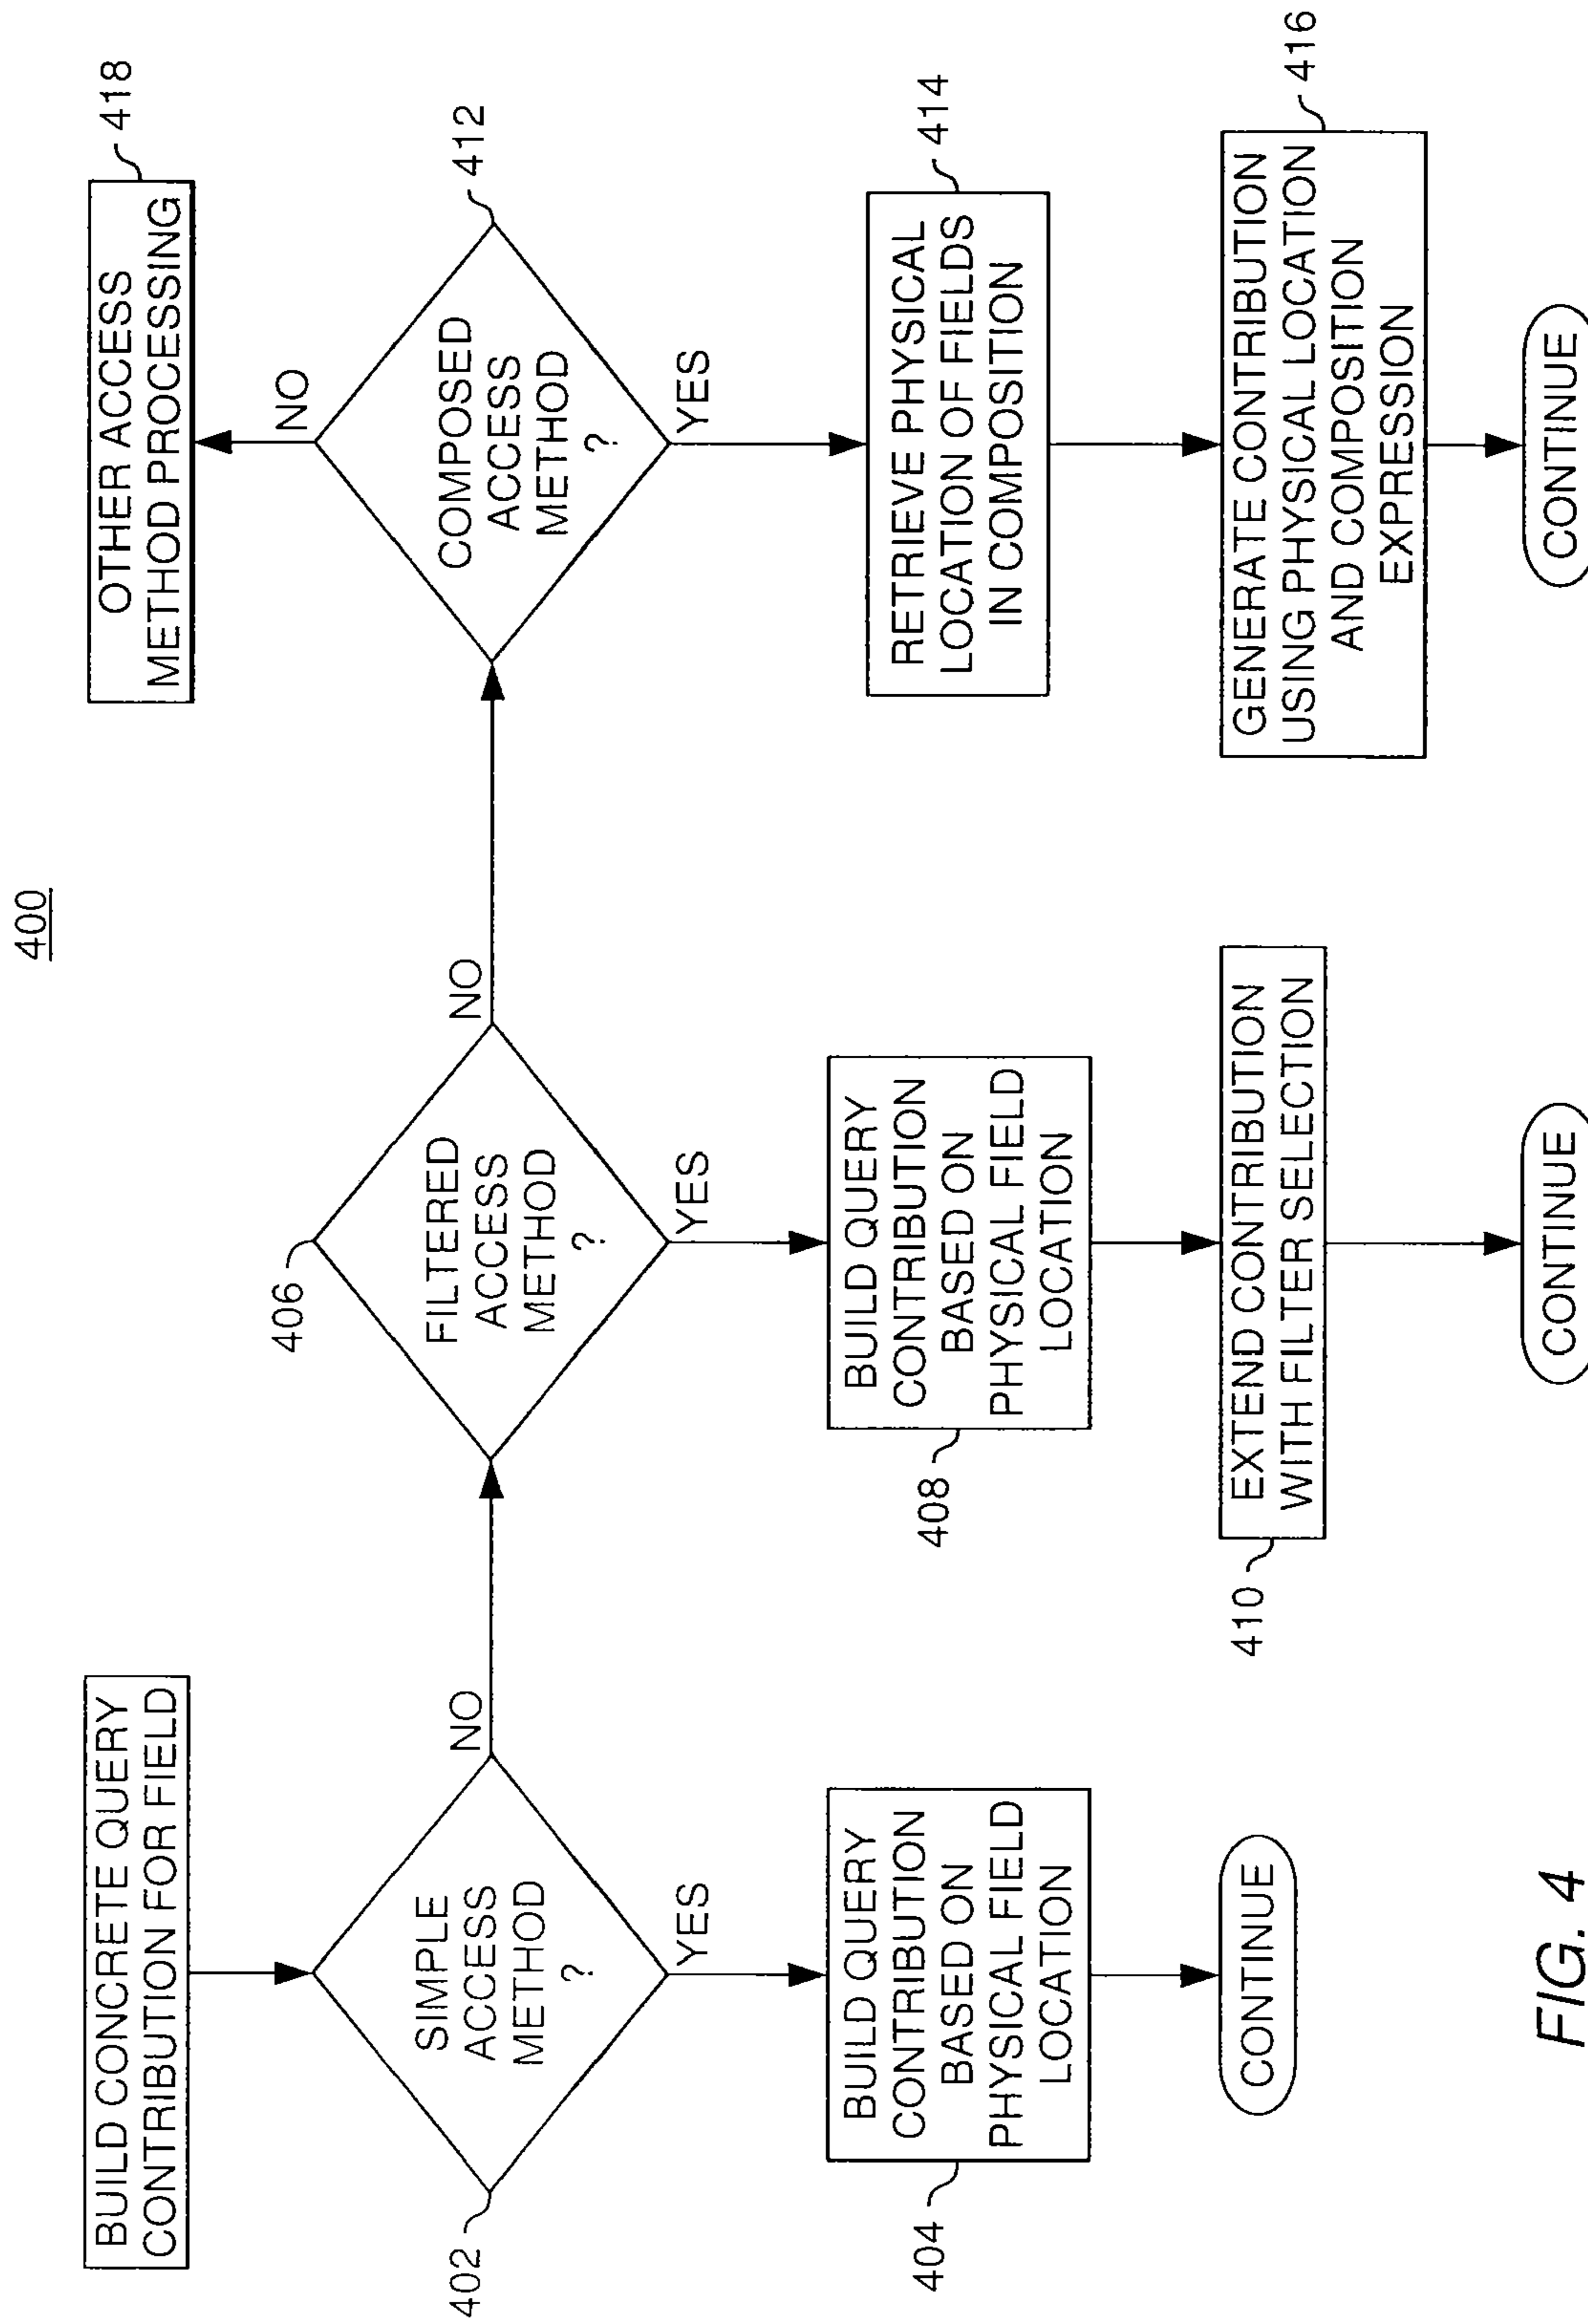 400
BUILD CONCRETE QUERY
CONTRIBUTION FOR FIELD
402
SIMPLE
ACCESS
METHOD
?
NO
YES
404
BUILD QUERY
CONTRIBUTION
BASED ON
PHYSICAL FIELD
LOCATION
CONTINUE
406
FILTERED
ACCESS
METHOD
?
NO
YES
408
BUILD QUERY
CONTRIBUTION
BASED ON
PHYSICAL FIELD
LOCATION
410
EXTEND CONTRIBUTION
WITH FILTER SELECTION
CONTINUE
OTHER ACCESS
METHOD PROCESSING
418
NO
COMPOSED
ACCESS
METHOD
?
412
YES
RETRIEVE PHYSICAL
LOCATION OF FIELDS
IN COMPOSITION
414
GENERATE CONTRIBUTION
USING PHYSICAL LOCATION
AND COMPOSITION
EXPRESSION
416
CONTINUE
FIG. 4